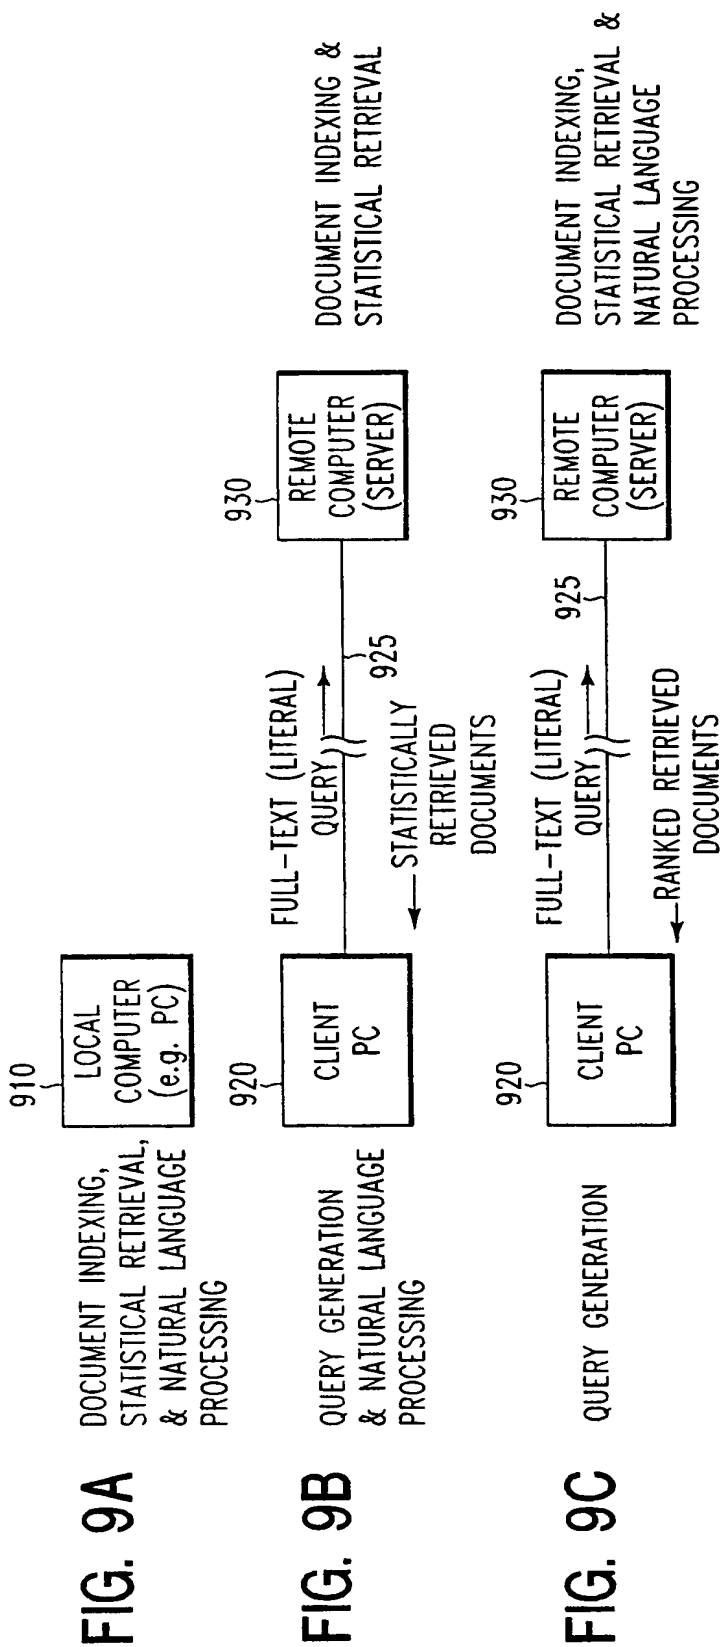 FIG. 9A
DOCUMENT INDEXING,
STATISTICAL RETRIEVAL,
& NATURAL LANGUAGE
PROCESSING
910
LOCAL
COMPUTER
(e.g. PC)
FIG. 9B
QUERY GENERATION
& NATURAL LANGUAGE
PROCESSING
920
CLIENT
PC
FULL-TEXT (LITERAL)
QUERY
925
STATISTICALLY
RETRIEVED
DOCUMENTS
930
REMOTE
COMPUTER
(SERVER)
DOCUMENT INDEXING &
STATISTICAL RETRIEVAL
FIG. 9C
QUERY GENERATION
920
CLIENT
PC
FULL-TEXT (LITERAL)
QUERY
925
RANKED RETRIEVED
DOCUMENTS
930
REMOTE
COMPUTER
(SERVER)
DOCUMENT INDEXING,
STATISTICAL RETRIEVAL &
NATURAL LANGUAGE
PROCESSING